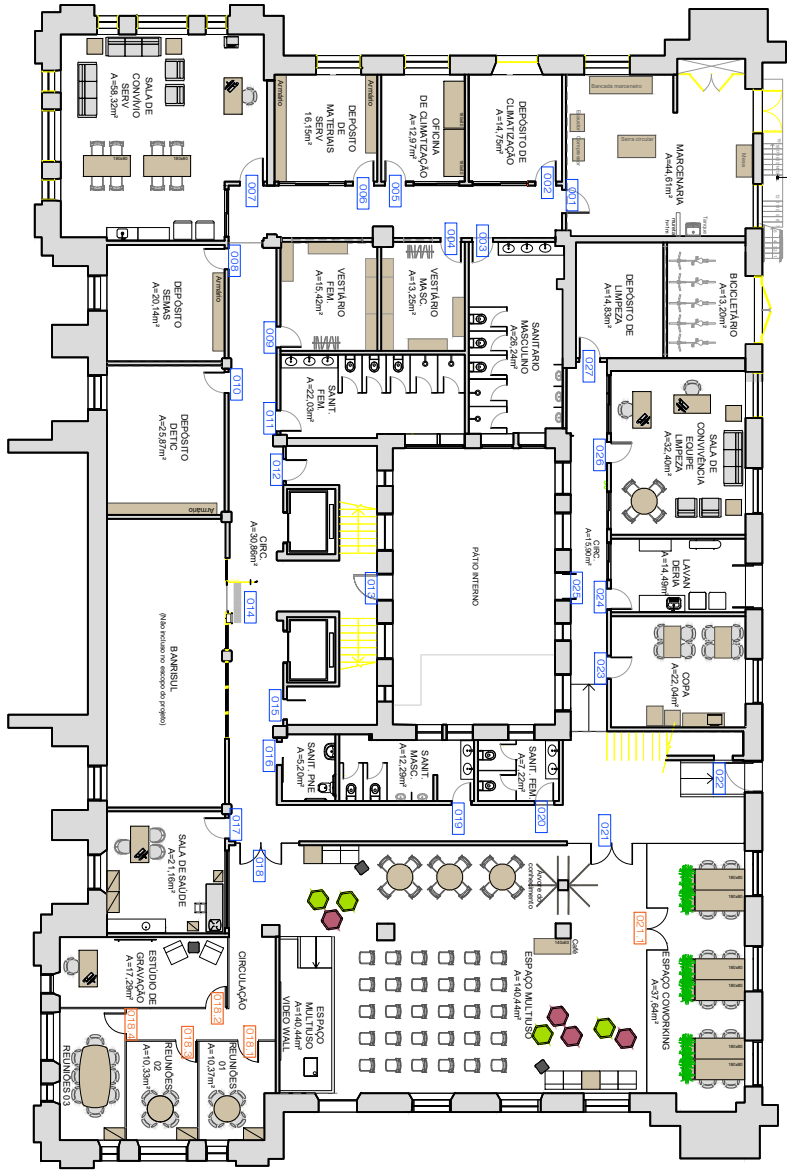 SALA DE
CONVÍVIO
SERV
A=58,32m²
Armário
DEPÓSITO
DE
MATERIAIS
SERV
16,15m²
Armário
OFICINA
DE CLIMATIZAÇÃO
A=12,97m²
DEPÓSITO DE
CLIMATIZAÇÃO
A=14,75m²
Bancada marceneiro
Serra circular
MARCENARIA
A=44,61m²
Mesa
Tanque
007
006
005
002
001
004
003
008
DEPÓSITO
SEMAS
A=20,14m²
Armário
VESTIÁRIO
FEM.
A=15,42m²
VESTIÁRIO
MASC.
A=13,25m²
SANITARIO
MASCULINO
A=26,24m²
DEPÓSITO DE
LIMPEZA
A=14,83m²
BICICLETÁRIO
A=13,20m²
009
010
011
027
SANIT.
FEM.
A=22,03m²
DEPÓSITO
DETIC
A=25,87m²
Armário
012
026
SALA DE
CONVIVÊNCIA
EQUIPE
LIMPEZA
A=32,40m²
CIRC.
A=30,86m²
PÁTIO INTERNO
CIRC.
A=15,90m²
LAVAN
DERIA
A=14,49m²
013
025
024
014
BANRISUL
(Não incluso no escopo do projeto)
015
023
COPA
A=22,04m²
016
SANIT. PNE
A=5,20m²
SANIT.
MASC.
A=12,29m²
SANIT. FEM.
A=7,22m²
022
017
019
020
021
018
SALA DE SAÚDE
A=21,16m²
Árvore do
conhecimento
Café
021.1
ESPAÇO COWORKING
A=37,64m²
ESPAÇO MULTIUSO
A=140,44m²
ESTÚDIO DE
GRAVAÇÃO
A=17,29m²
CIRCULAÇÃO
ESPAÇO
MULTIUSO
A=140,44m²
VIDEO WALL
018.2
018.4
018.3
018.1
REUNIÕES 03
REUNIÕES
02
A=10,33m²
REUNIÕES
01
A=10,37m²